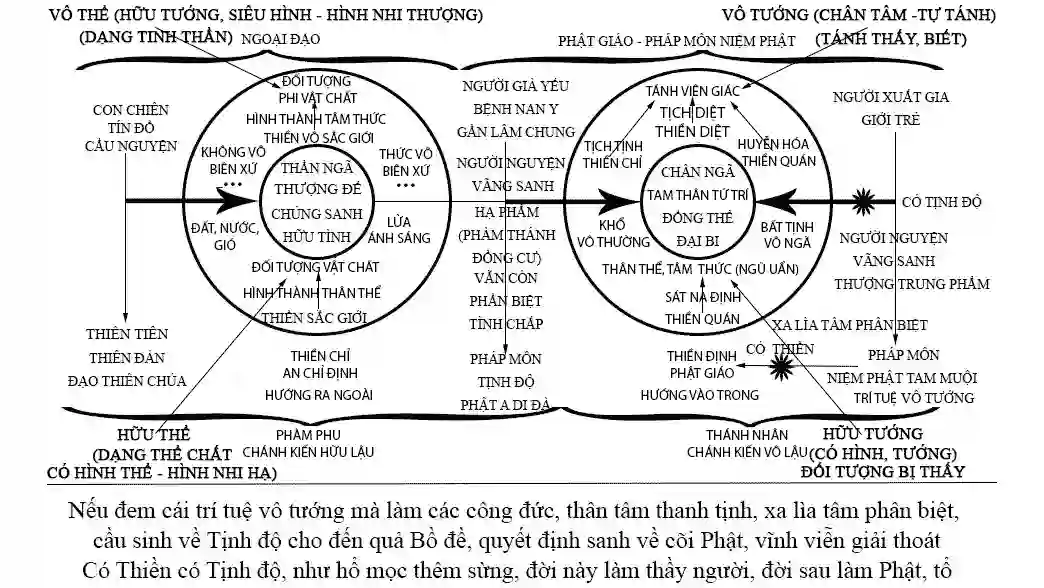 VÔ THỂ (HỮU TƯỚNG, SIÊU HÌNH - HÌNH NHI THƯỢNG)
(DẠNG TINH THẦN)
NGOẠI ĐẠO
VÔ TƯỚNG (CHÂN TÂM -TỰ TÁNH)
(TÁNH THẤY, BIẾT)
PHẬT GIÁO - PHÁP MÔN NIỆM PHẬT
CON CHIÊN
TÍN ĐỒ
CẦU NGUYỆN
THIÊN TIÊN
THIÊN ĐÀN
ĐẠO THIÊN CHÚA
ĐỐI TƯỢNG
PHI VẬT CHẤT
HÌNH THÀNH TÂM THỨC
THIỀN VÔ SẮC GIỚI
KHÔNG VÔ
BIÊN XỨ
...
THỨC VÔ
BIÊN XỨ
...
THẦN NGÃ
THƯỢNG ĐẾ
CHÚNG SANH
HỮU TÌNH
ĐẤT, NƯỚC,
GIÓ
LỬA
ÁNH SÁNG
ĐỐI TƯỢNG VẬT CHẤT
HÌNH THÀNH THÂN THỂ
THIỀN SẮC GIỚI
THIỀN CHỈ
AN CHỈ ĐỊNH
HƯỚNG RA NGOÀI
NGƯỜI GIÀ YẾU
BỆNH NAN Y
GẦN LÂM CHUNG
NGƯỜI NGUYỆN
VÃNG SANH
HẠ PHẨM
(PHÀM THÁNH
ĐỒNG CƯ)
VẪN CÒN
PHÂN BIỆT
TÌNH CHẤP
PHÁP MÔN
TỊNH ĐỘ
PHẬT A DI ĐÀ
TÁNH VIÊN GIÁC
TỊCH DIỆT
THIỀN DIỆT
TỊCH TỊNH
THIỀN CHỈ
HUYỄN HÓA
THIỀN QUÁN
CHÂN NGÃ
TAM THÂN TỨ TRÍ
ĐỒNG THỂ
ĐẠI BI
KHỔ
VÔ THƯỜNG
BẤT TỊNH
VÔ NGÃ
THÂN THỂ, TÂM THỨC (NGŨ UẨN)
SÁT NA ĐỊNH
THIỀN QUÁN
THIỀN ĐỊNH
PHẬT GIÁO
HƯỚNG VÀO TRONG
NGƯỜI XUẤT GIA
GIỚI TRẺ
CÓ TỊNH ĐỘ
NGƯỜI NGUYỆN
VÃNG SANH
THƯỢNG TRUNG PHẨM
XA LÌA TÂM PHÂN BIỆT
CÓ THIỀN
PHÁP MÔN
NIỆM PHẬT TAM MUỘI
TRÍ TUỆ VÔ TƯỚNG
HỮU THỂ
(DẠNG THỂ CHẤT
CÓ HÌNH THỂ - HÌNH NHI HẠ)
PHÀM PHU
CHÁNH KIẾN HỮU LẬU
THÁNH NHÂN
CHÁNH KIẾN VÔ LẬU
HỮU TƯỚNG
(CÓ HÌNH, TƯỚNG)
ĐỐI TƯỢNG BỊ THẤY
Nếu đem cái trí tuệ vô tướng mà làm các công đức, thân tâm thanh tịnh, xa lìa tâm phân biệt,
cầu sinh về Tịnh độ cho đến quả Bồ đề, quyết định sanh về cõi Phật, vĩnh viễn giải thoát
Có Thiền có Tịnh độ, như hổ mọc thêm sừng, đời này làm thầy người, đời sau làm Phật, tổ